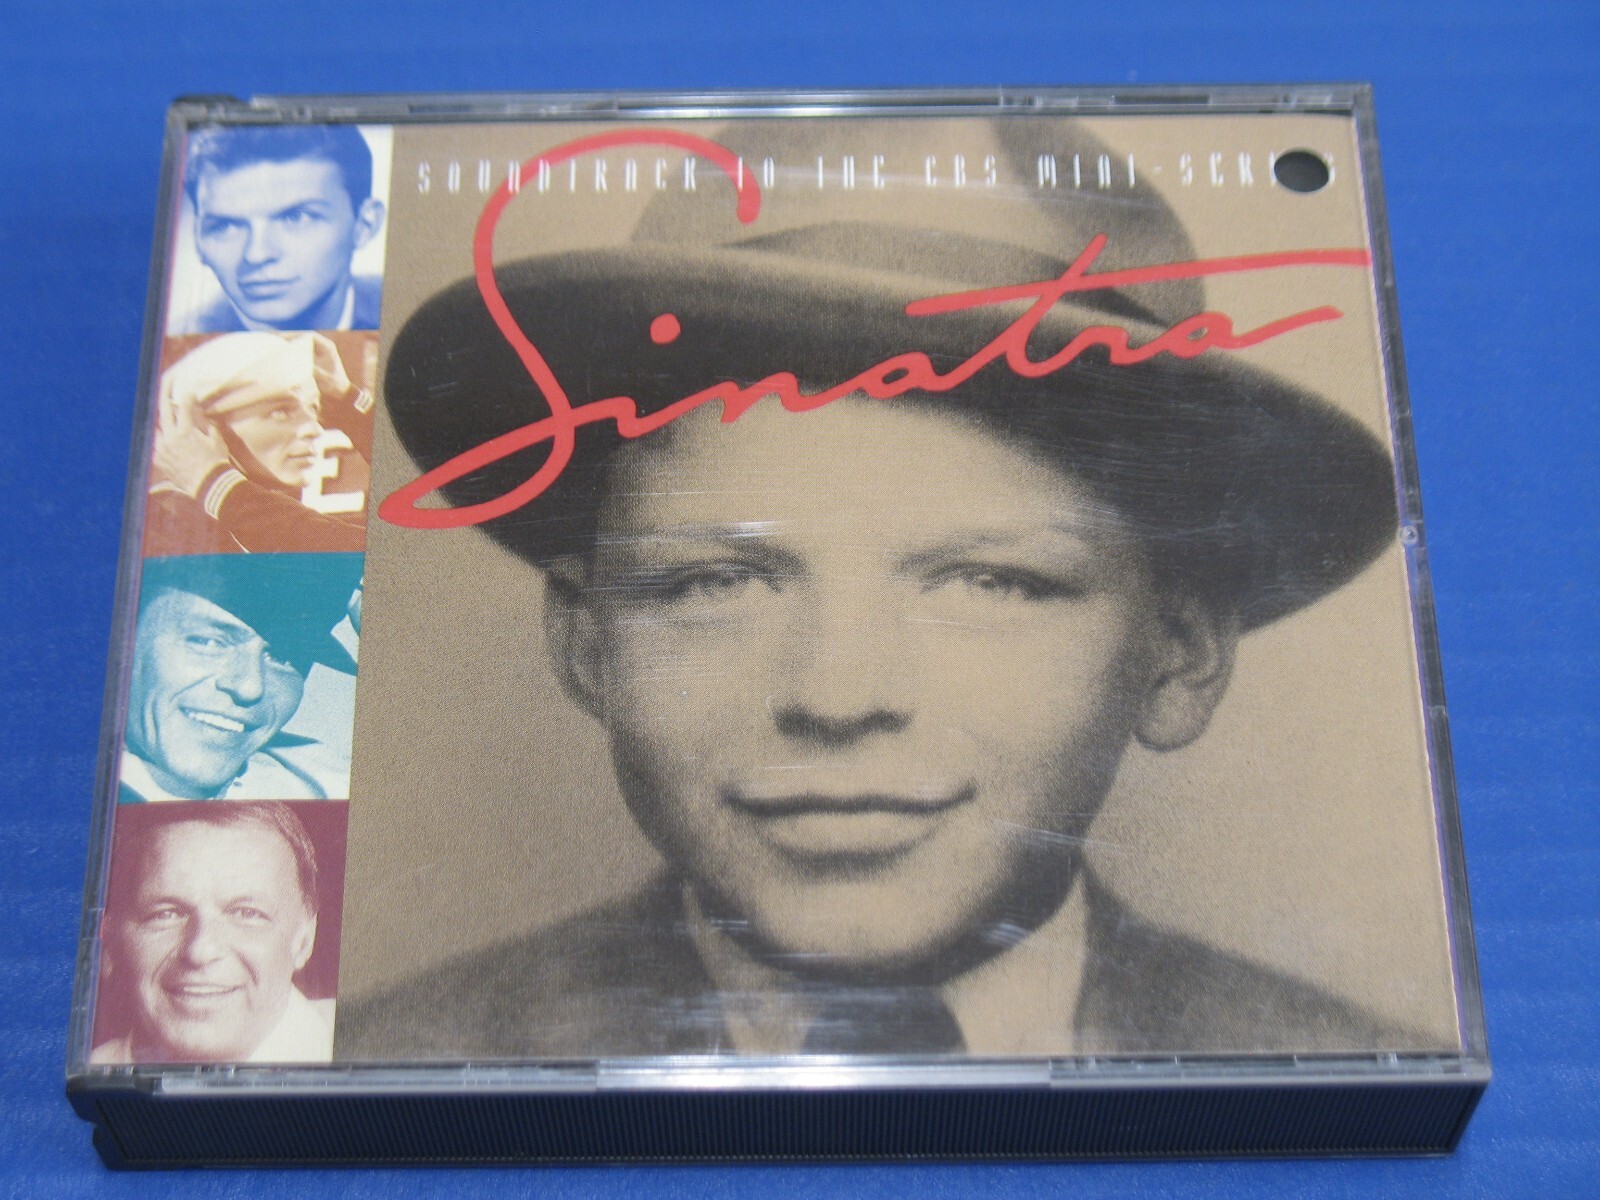 SOUNDTRACK TO THE CBS MINI-SERIES
Sinatra
E